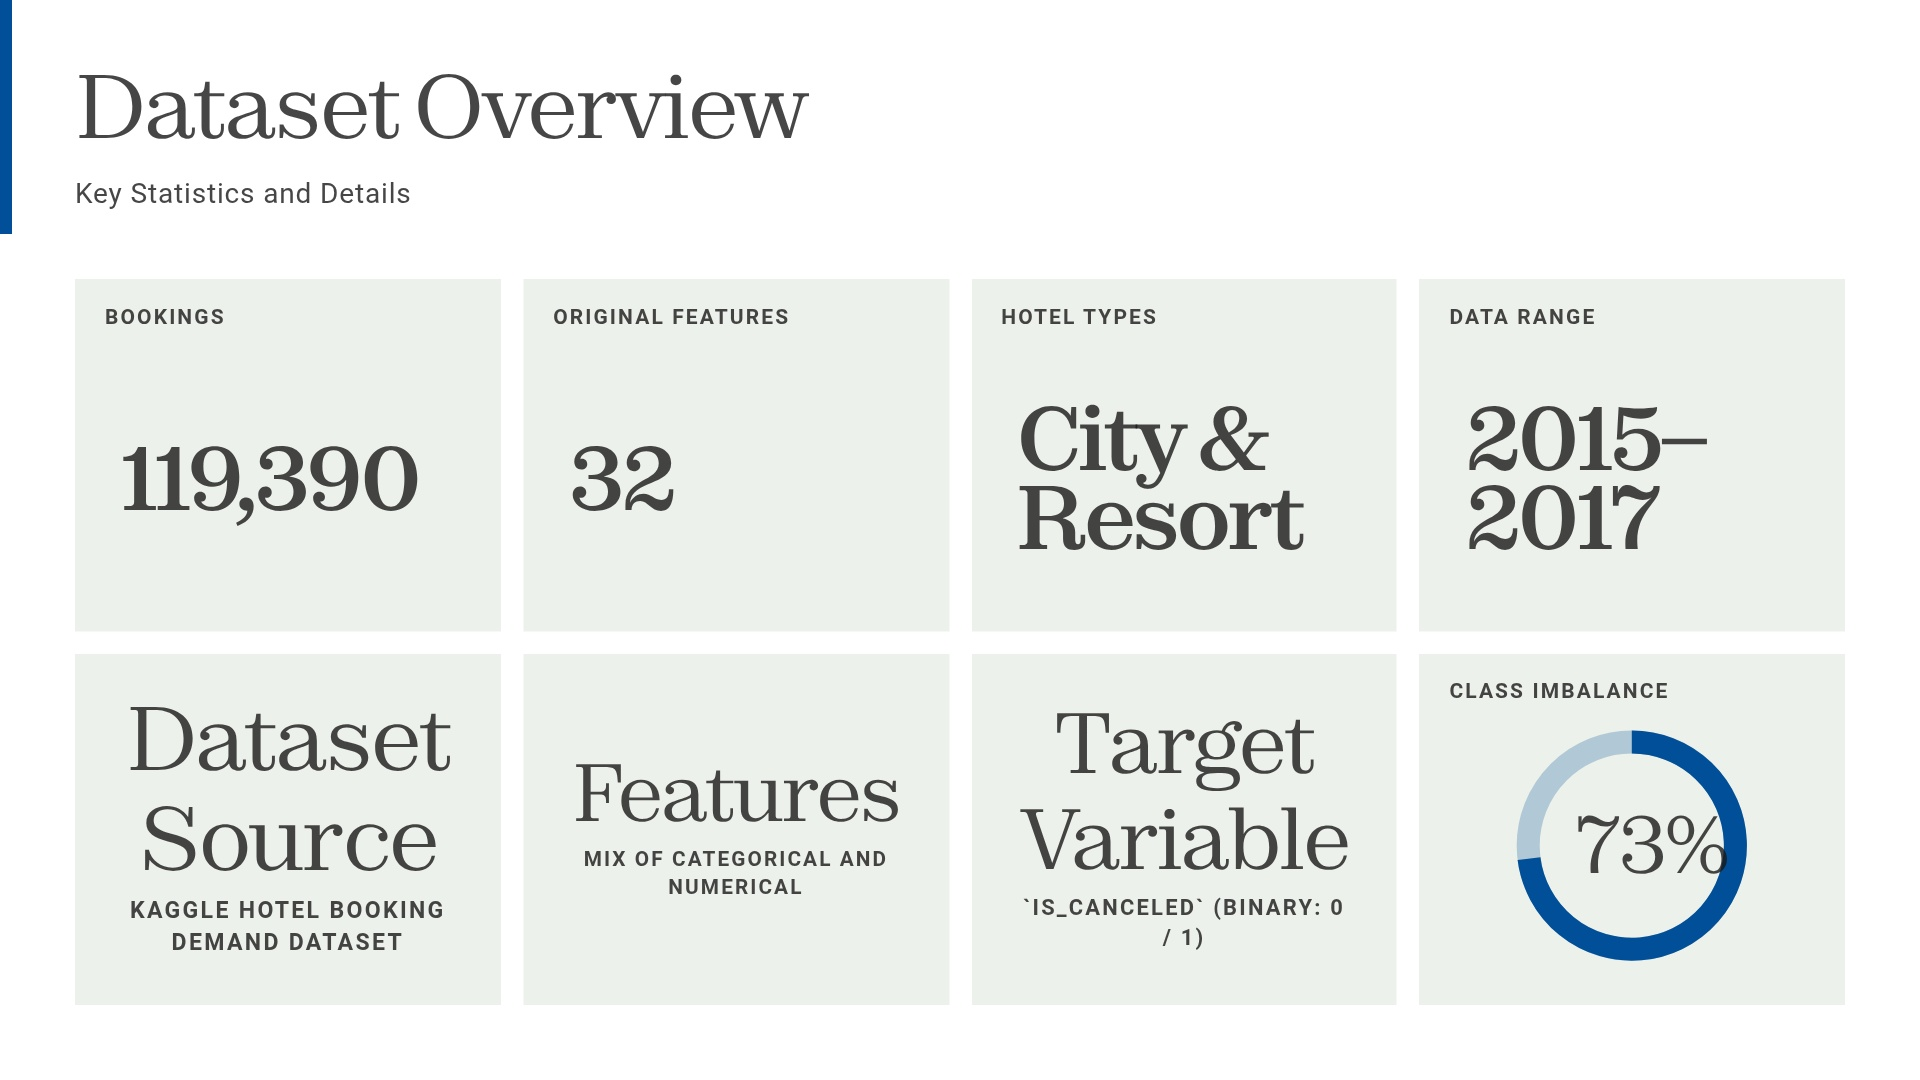 Dataset Overview
Key Statistics and Details
BOOKINGS
119,390
ORIGINAL FEATURES
32
HOTEL TYPES
City &
Resort
DATA RANGE
2015–
2017
Dataset
Source
KAGGLE HOTEL BOOKING
DEMAND DATASET
Features
MIX OF CATEGORICAL AND
NUMERICAL
Target
Variable
`IS_CANCELED` (BINARY: 0
/ 1)
CLASS IMBALANCE
73%